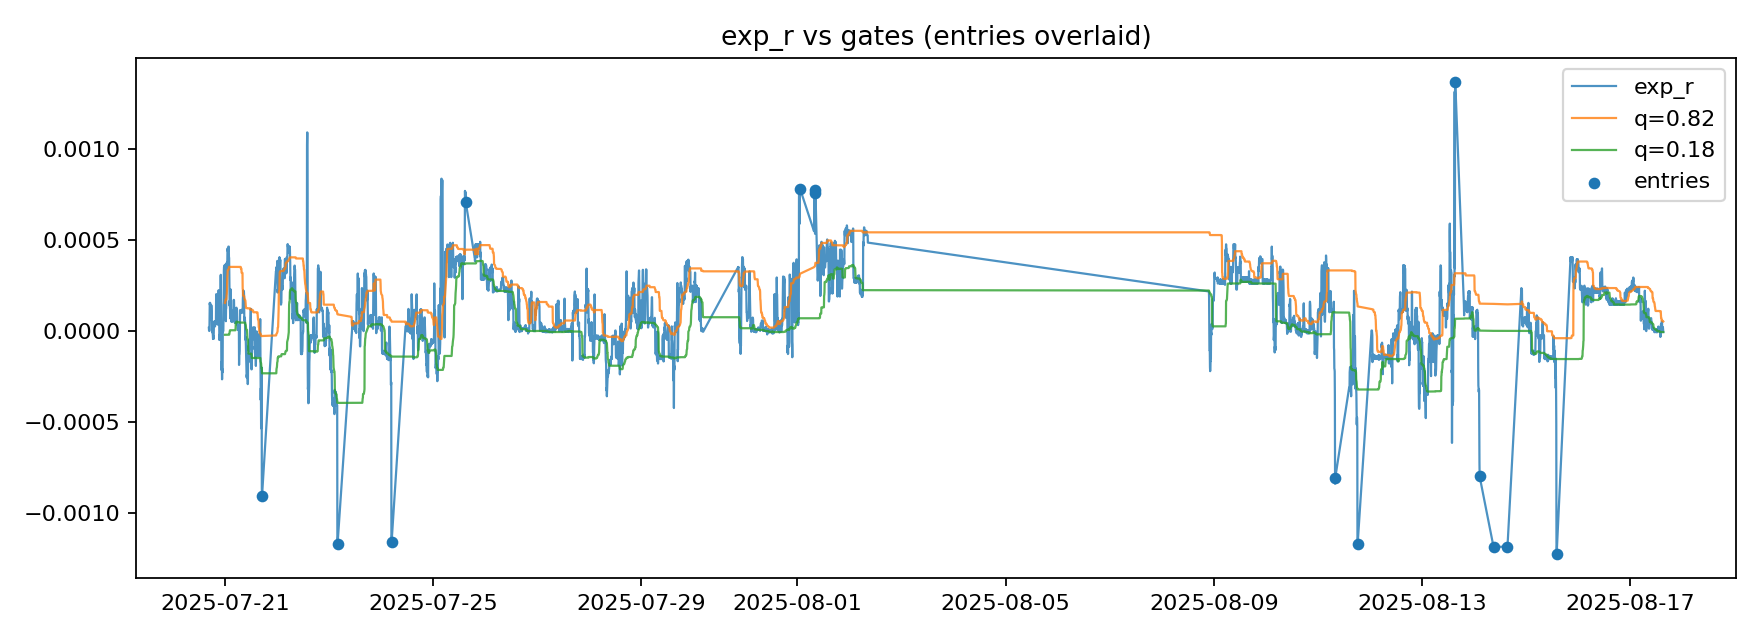 exp_r vs gates (entries overlaid)
exp_r
q=0.82
q=0.18
entries
0.0010
0.0005
0.0000
−0.0005
−0.0010
2025-07-21
2025-07-25
2025-07-29
2025-08-01
2025-08-05
2025-08-09
2025-08-13
2025-08-17